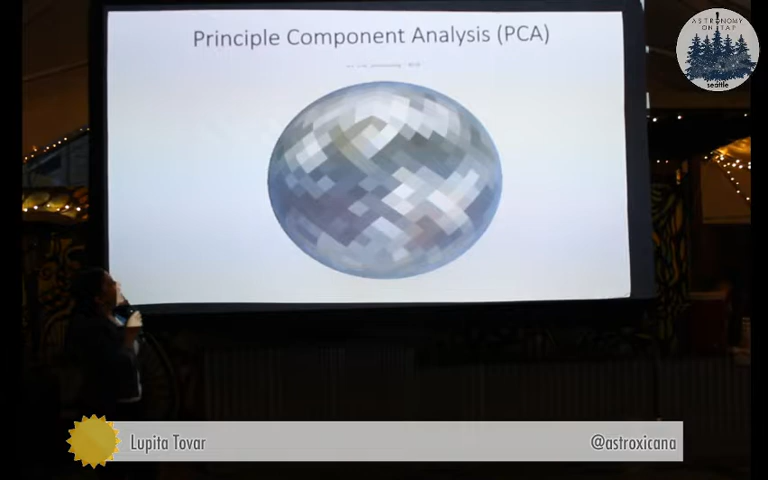 Principle Component Analysis (PCA)
ASTRONOMY
ON TAP
seattle
Lupita Tovar
@astroxicana